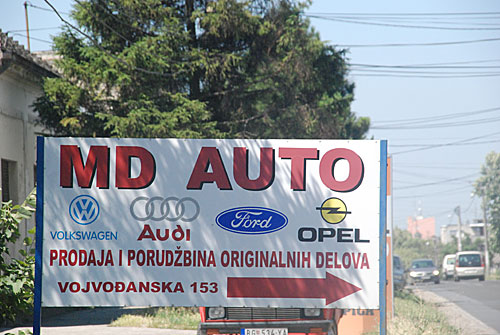 MD AUTO
VOLKSWAGEN
Audi
Ford
OPEL
PRODAJA I PORUDŽBINA ORIGINALNIH DELOVA
VOJVOĐANSKA 153